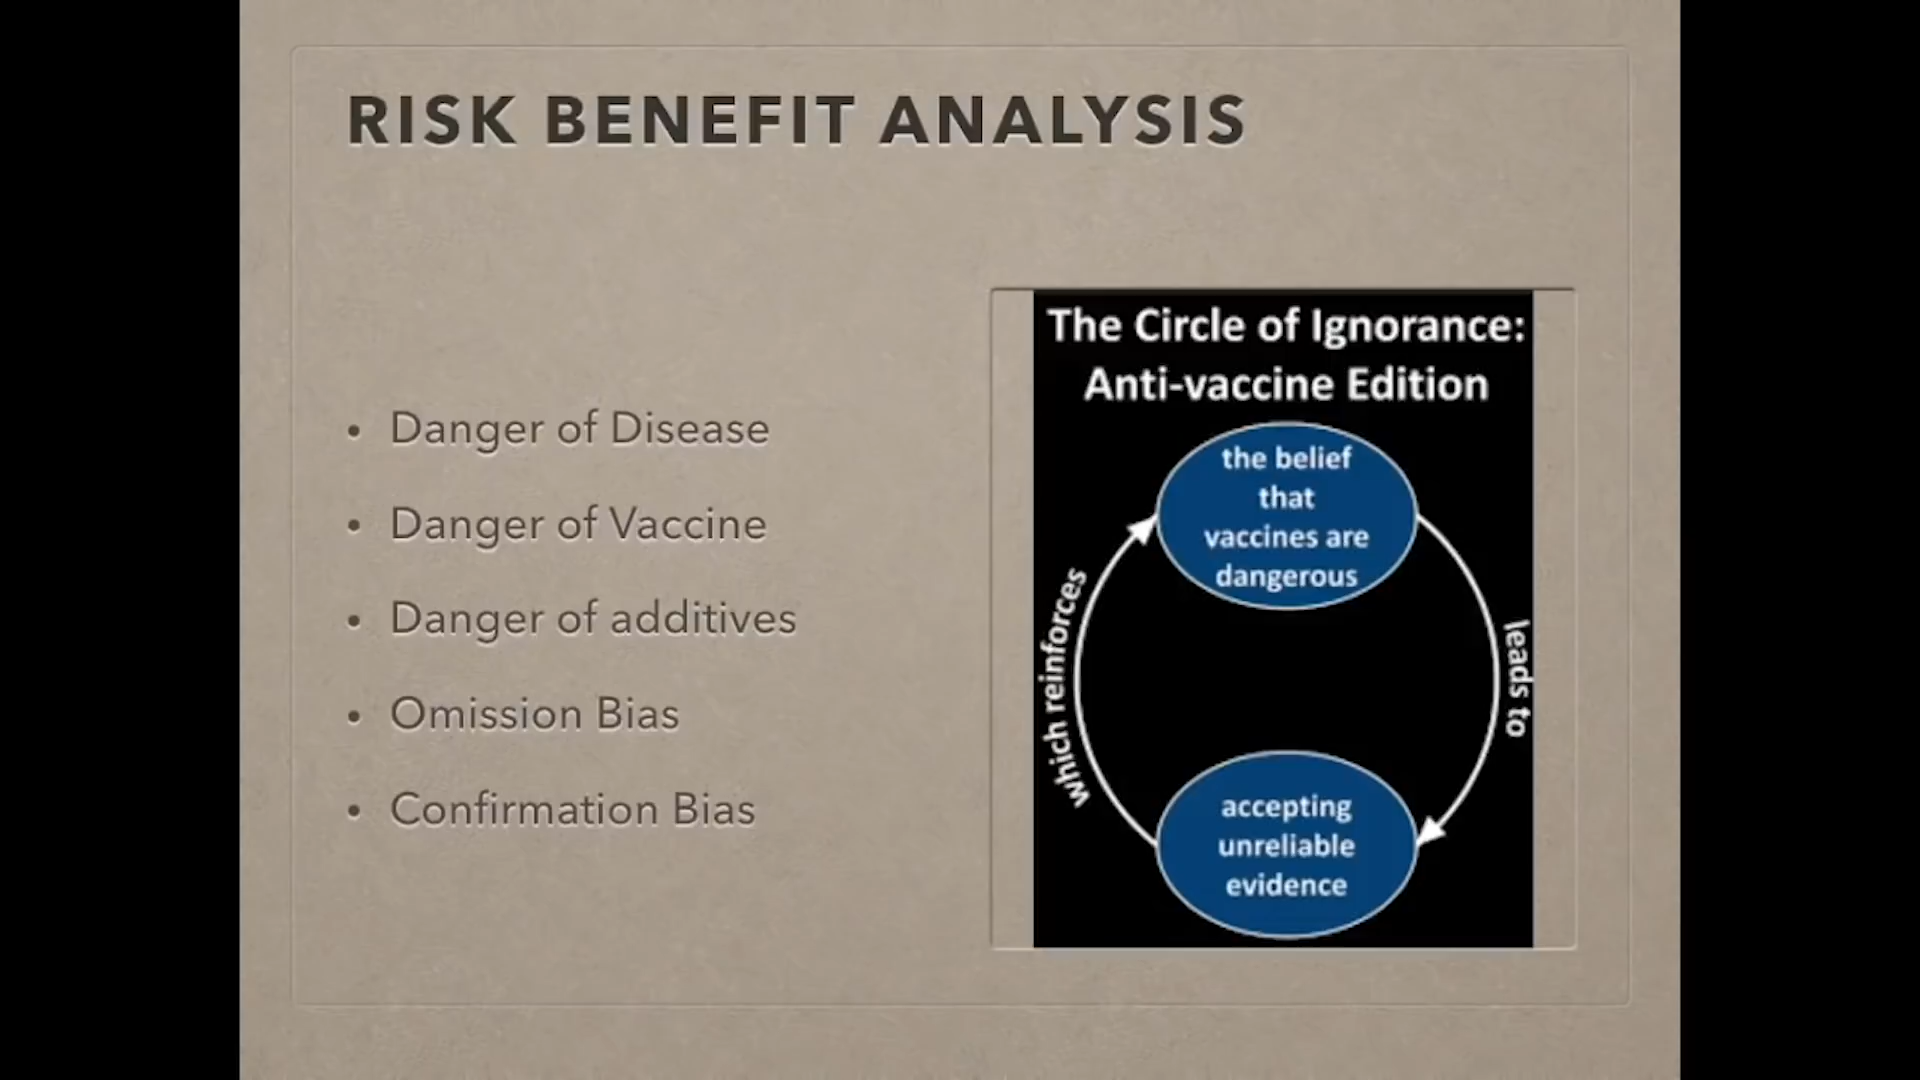 RISK BENEFIT ANALYSIS
• Danger of Disease
• Danger of Vaccine
• Danger of additives
• Omission Bias
• Confirmation Bias
The Circle of Ignorance:
Anti-vaccine Edition
the belief
that
vaccines are
dangerous
leads to
accepting
unreliable
evidence
which reinforces